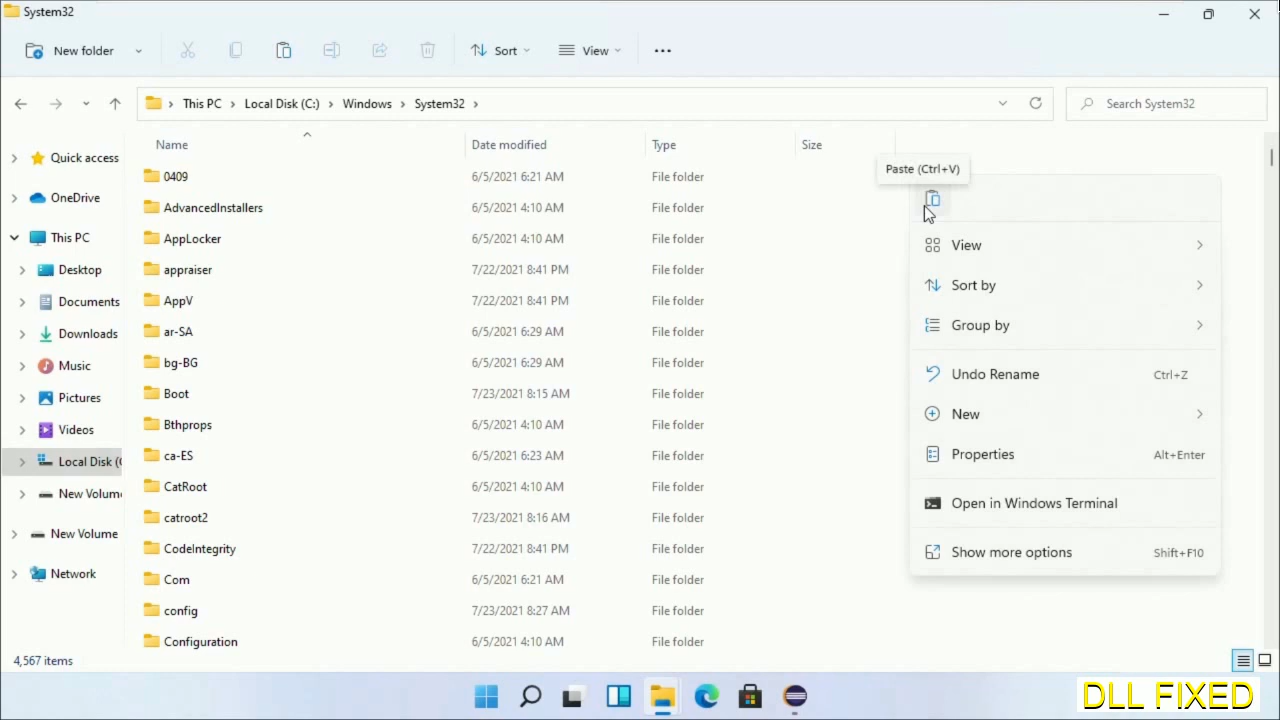 System32
New folder
Sort
View
This PC
Local Disk (C:)
Windows
System32
Search System32
Name
Date modified
Type
Size
Paste (Ctrl+V)
Quick access
OneDrive
This PC
Desktop
Documents
Downloads
Music
Pictures
Videos
Local Disk (
New Volum
New Volume
Network
0409 6/5/2021 6:21 AM File folder
AdvancedInstallers 6/5/2021 4:10 AM File folder
AppLocker 6/5/2021 4:10 AM File folder
appraiser 7/22/2021 8:41 PM File folder
AppV 7/22/2021 8:41 PM File folder
ar-SA 6/5/2021 6:29 AM File folder
bg-BG 6/5/2021 6:29 AM File folder
Boot 7/23/2021 8:15 AM File folder
Bthprops 6/5/2021 4:10 AM File folder
ca-ES 6/5/2021 6:23 AM File folder
CatRoot 6/5/2021 4:10 AM File folder
catroot2 7/23/2021 8:16 AM File folder
CodeIntegrity 7/22/2021 8:41 PM File folder
Com 6/5/2021 6:21 AM File folder
config 7/23/2021 8:27 AM File folder
Configuration 6/5/2021 4:10 AM File folder
View
Sort by
Group by
Undo Rename Ctrl+Z
New
Properties Alt+Enter
Open in Windows Terminal
Show more options Shift+F10
4,567 items
DLL FIXED